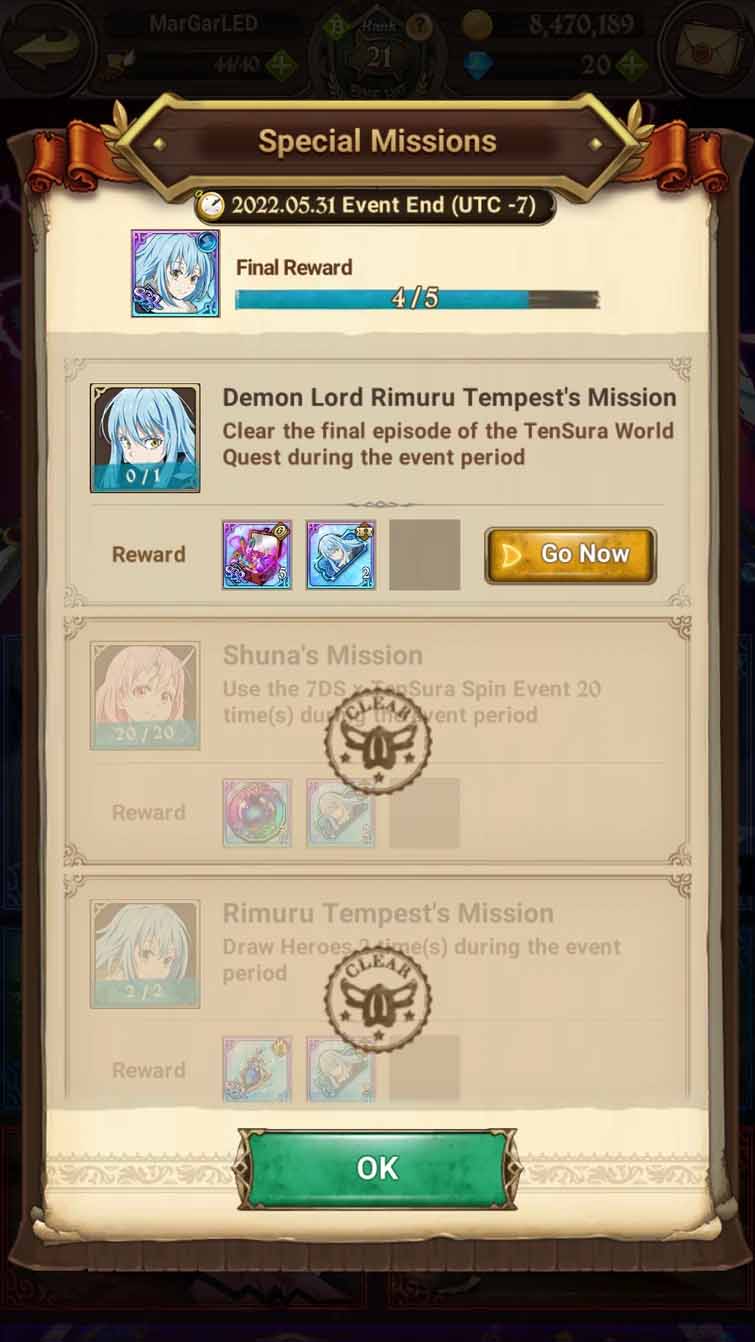 MarGarLED
Rank
?
8,470,189
44/40
21
20
Special Missions
2022.05.31 Event End (UTC -7)
Final Reward
4/5
Demon Lord Rimuru Tempest's Mission
Clear the final episode of the TenSura World
Quest during the event period
0/1
Reward
5
2
Go Now
Shuna's Mission
Use the 7DS x TenSura Spin Event 20
time(s) during the event period
20/20
CLEAR
Reward
Rimuru Tempest's Mission
Draw Heroes 2 time(s) during the event
period
2/2
CLEAR
Reward
OK